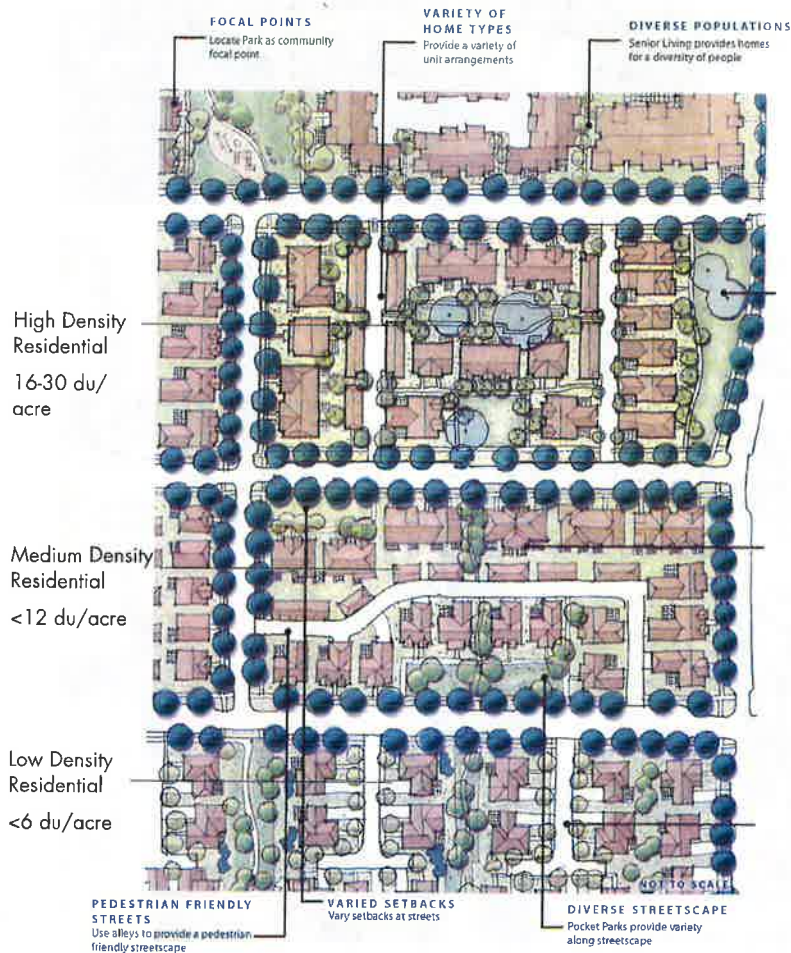 FOCAL POINTS
Locate Park as community
focal point
VARIETY OF
HOME TYPES
Provide a variety of
unit arrangements
DIVERSE POPULATIONS
Senior Living provides homes
for a diversity of people
High Density
Residential
16-30 du/
acre
Medium Density
Residential
<12 du/acre
Low Density
Residential
<6 du/acre
NOT TO SCALE
PEDESTRIAN FRIENDLY
STREETS
Use alleys to provide a pedestrian
friendly streetscape
VARIED SETBACKS
Vary setbacks at streets
DIVERSE STREETSCAPE
Pocket Parks provide variety
along streetscape